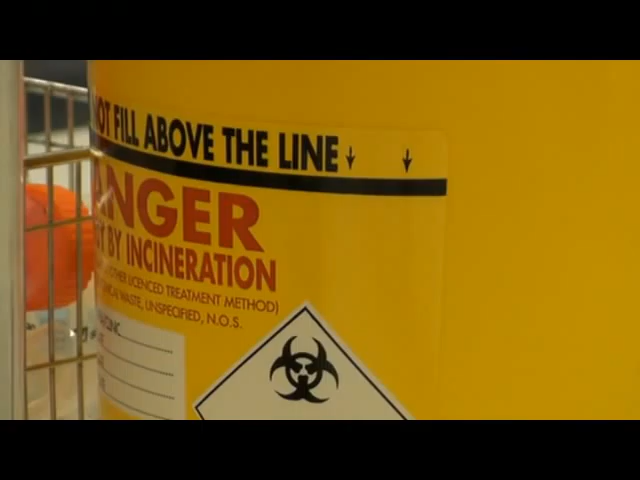 OT FILL ABOVE THE LINE
ANGER
Y BY INCINERATION
OTHER LICENCED TREATMENT METHOD)
WASTE, UNSPECIFIED, N.O.S.